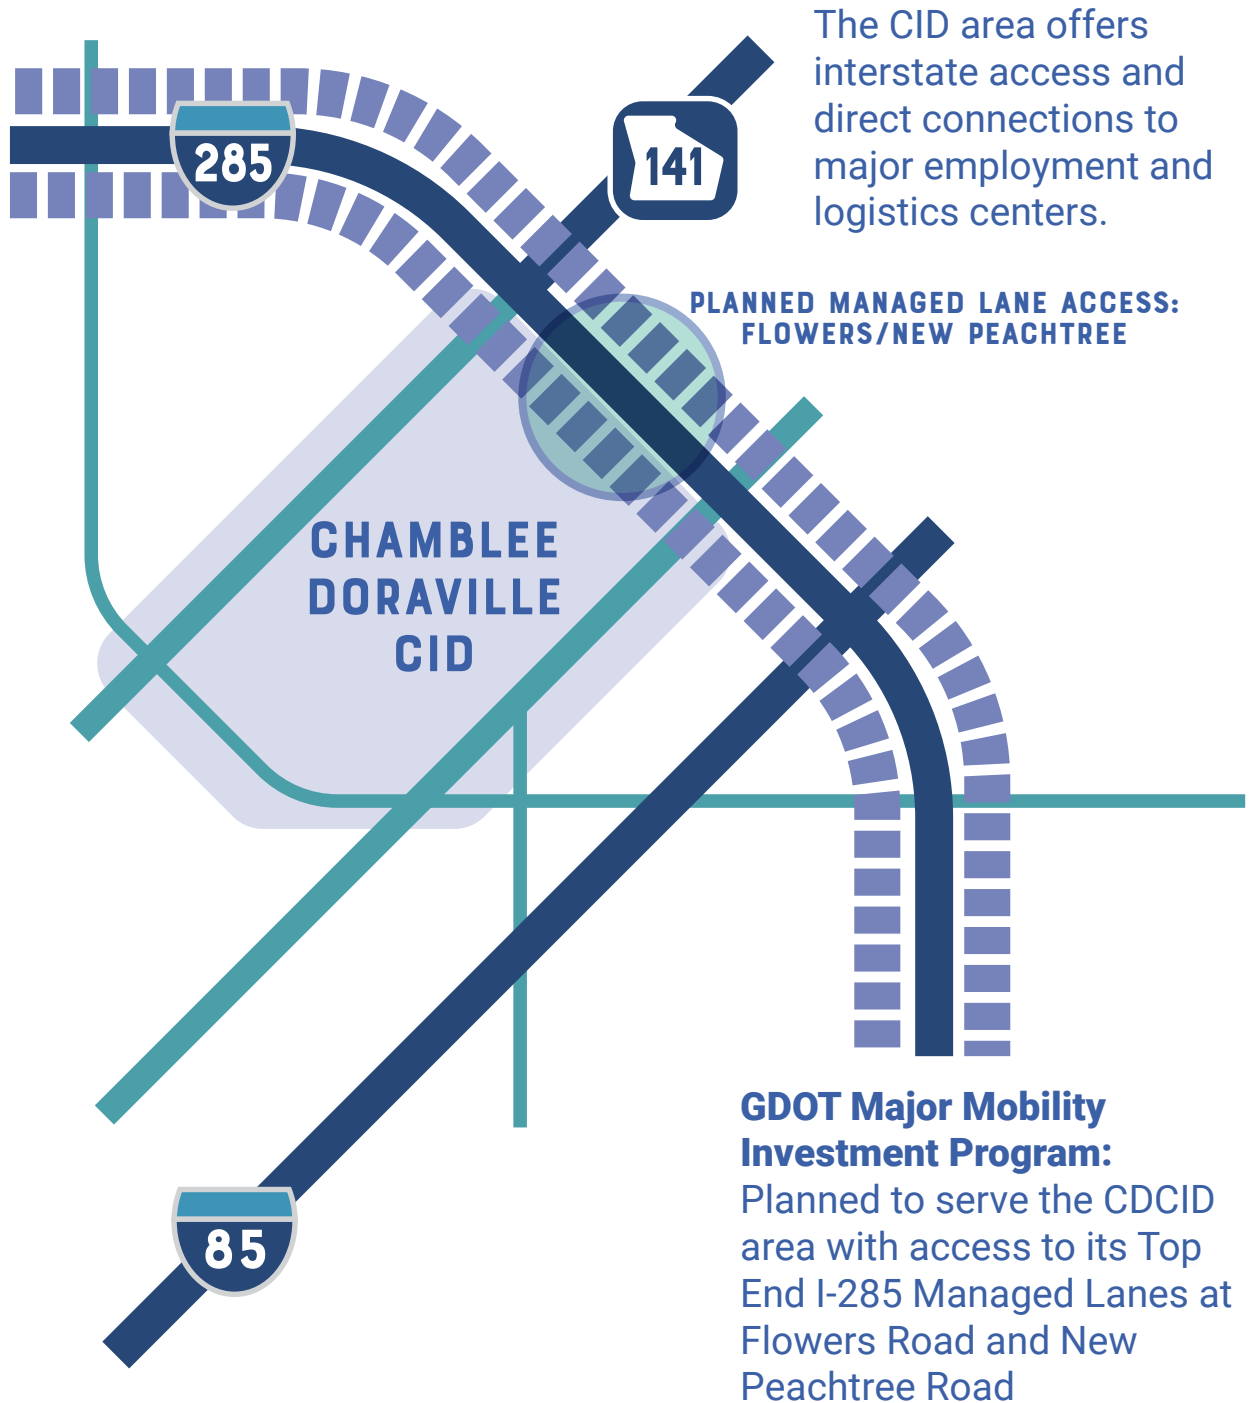 The CID area offers
interstate access and
direct connections to
major employment and
logistics centers.
285
141
PLANNED MANAGED LANE ACCESS:
FLOWERS/NEW PEACHTREE
CHAMBLEE
DORAVILLE
CID
GDOT Major Mobility
Investment Program:
Planned to serve the CDCID
area with access to its Top
End I-285 Managed Lanes at
Flowers Road and New
Peachtree Road
85